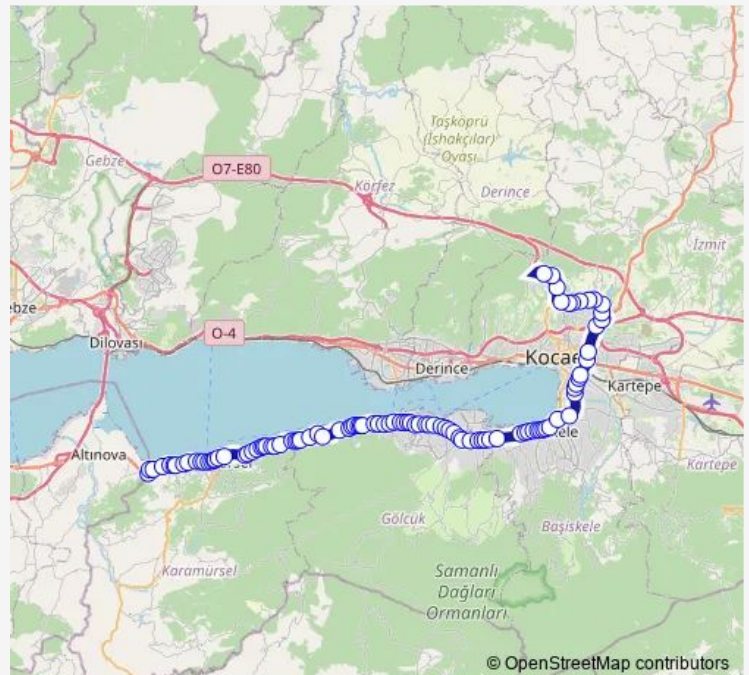 Taşköprü
(İshakçılar)
Ovası
Gebze
O7-E80
Körfez
Derince
İzmit
ebze
O-4
Dilovası
Derince
Kocae
Kartepe
Altınova
Kartepe
Gölcük
Başiskele
Karamürsel
Samanlı
Dağları
Ormanları
© OpenStreetMap contributors